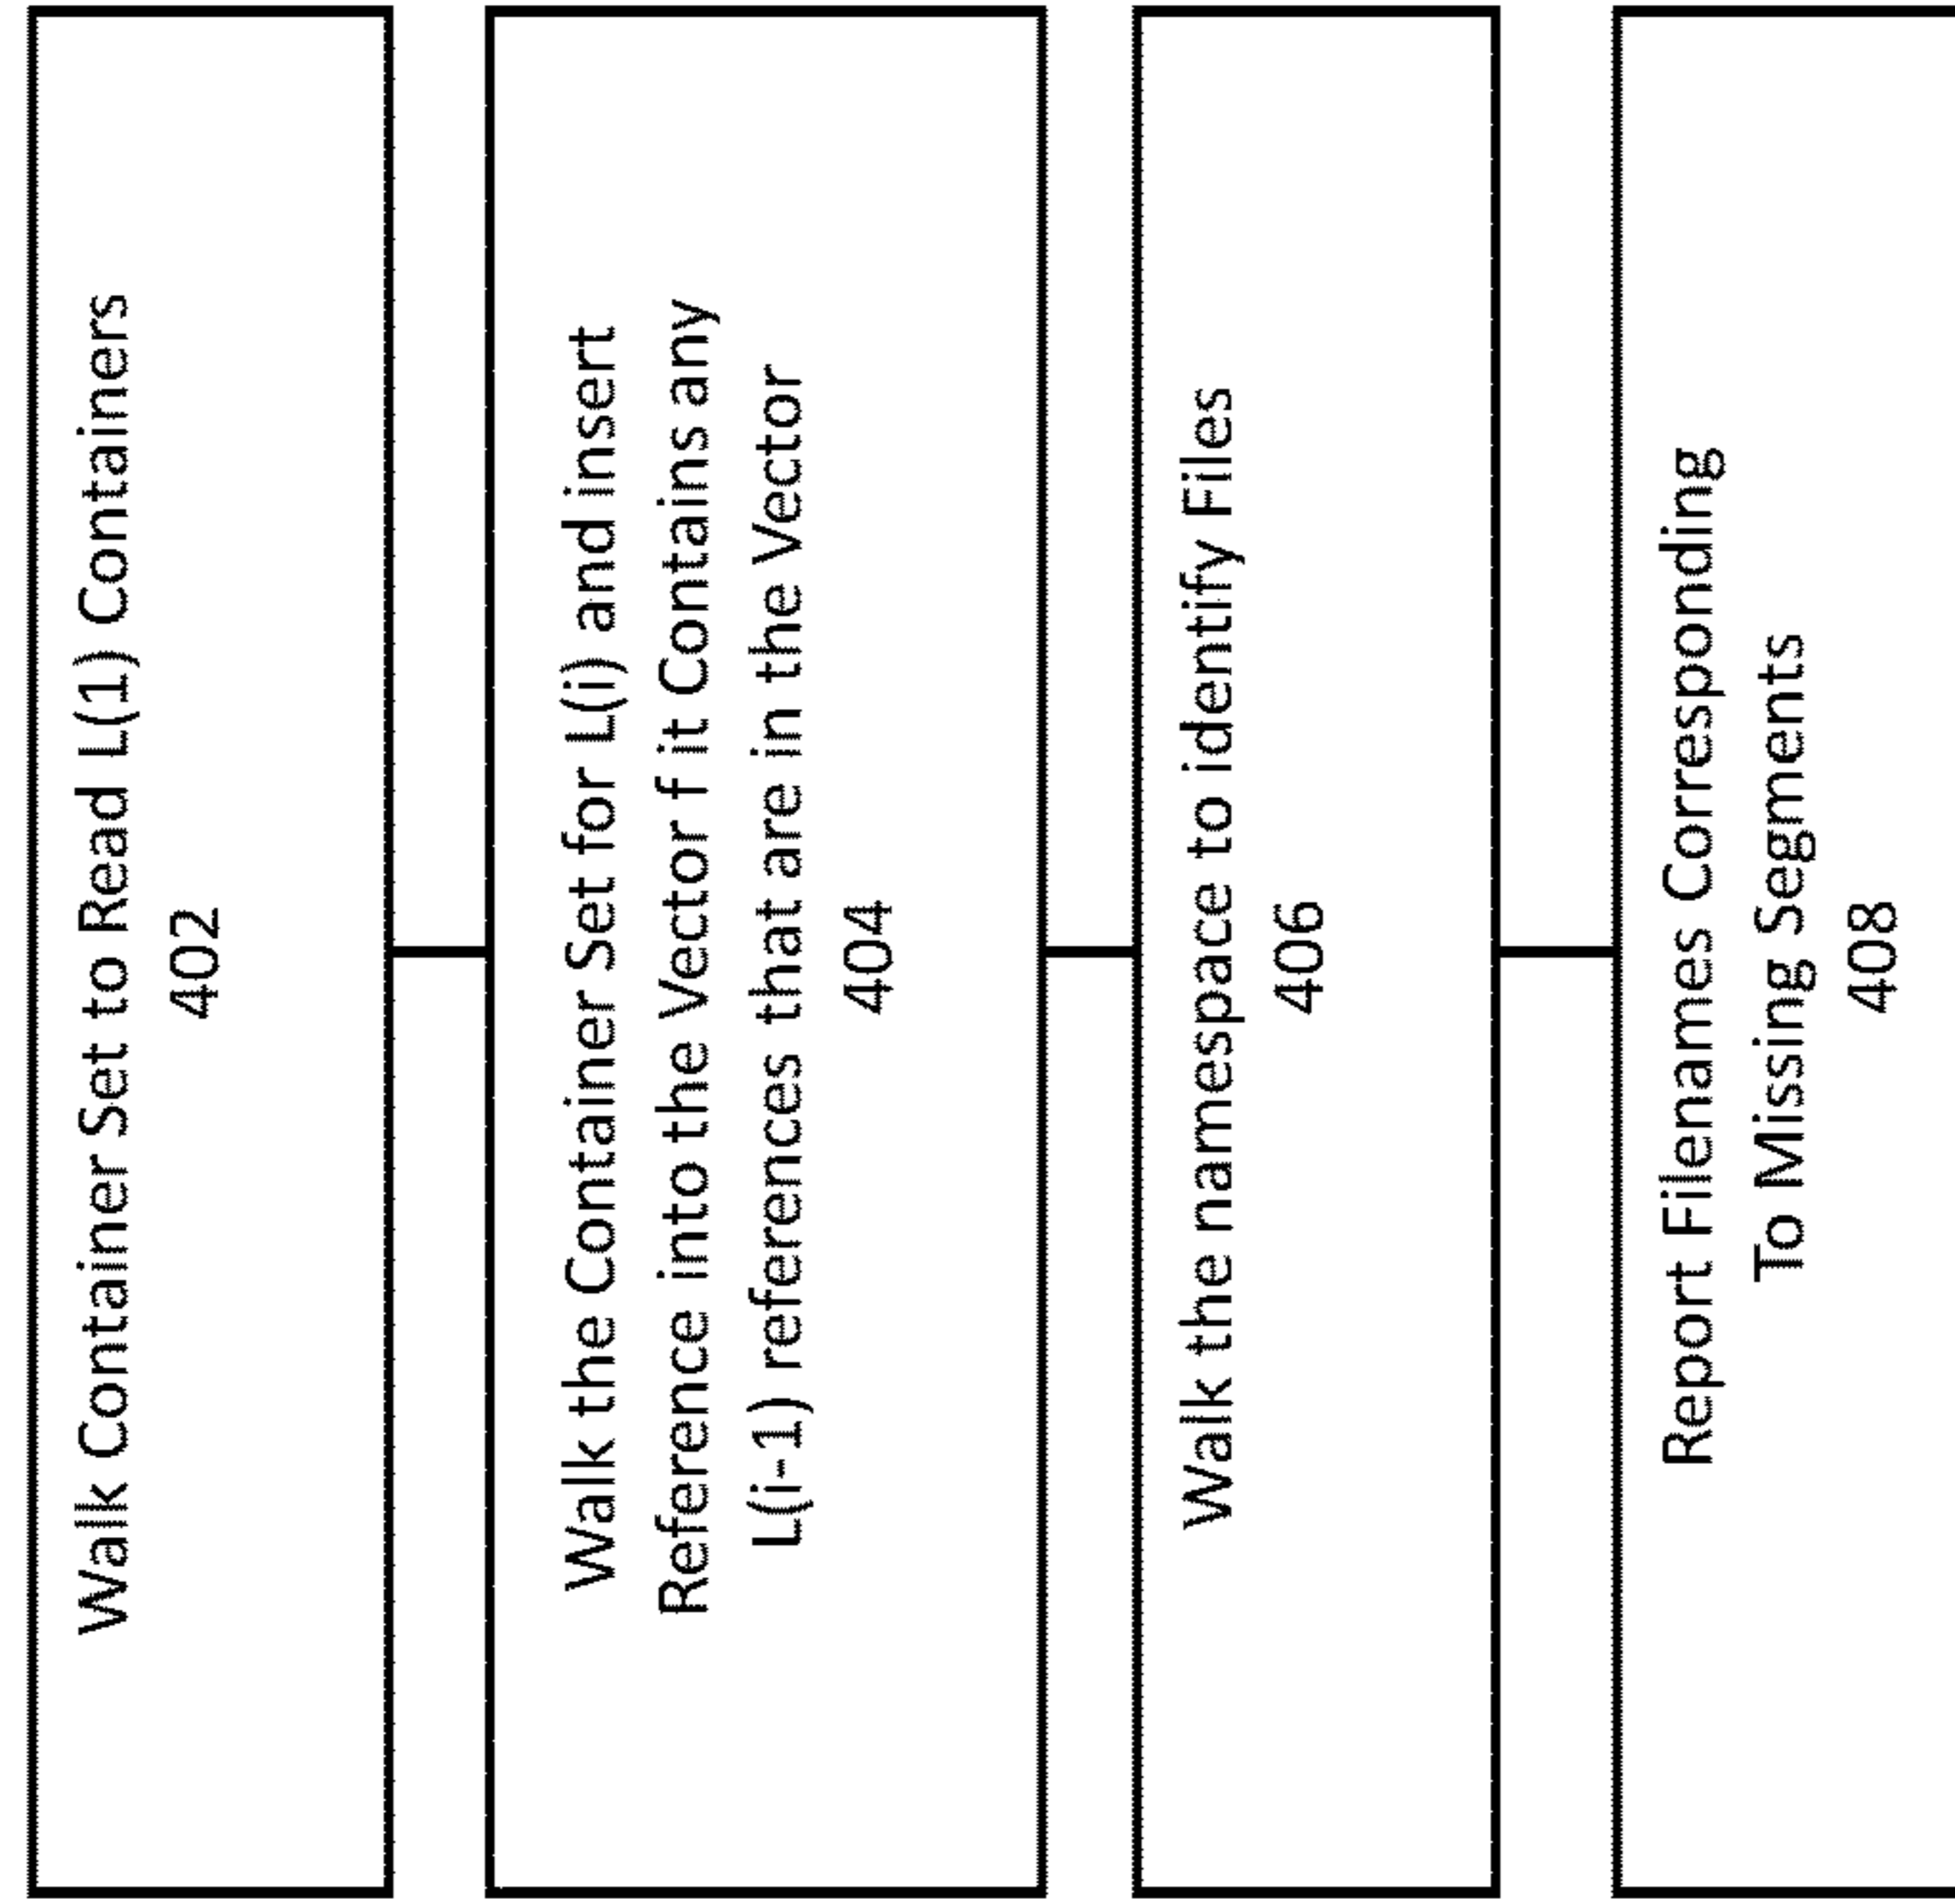 Walk Container Set to Read L(1) Containers
402
Walk the Container Set for L(i) and insert
Reference into the Vector f it Contains any
L(i-1) references that are in the Vector
404
Walk the namespace to identify Files
406
Report Filenames Corresponding
To Missing Segments
408